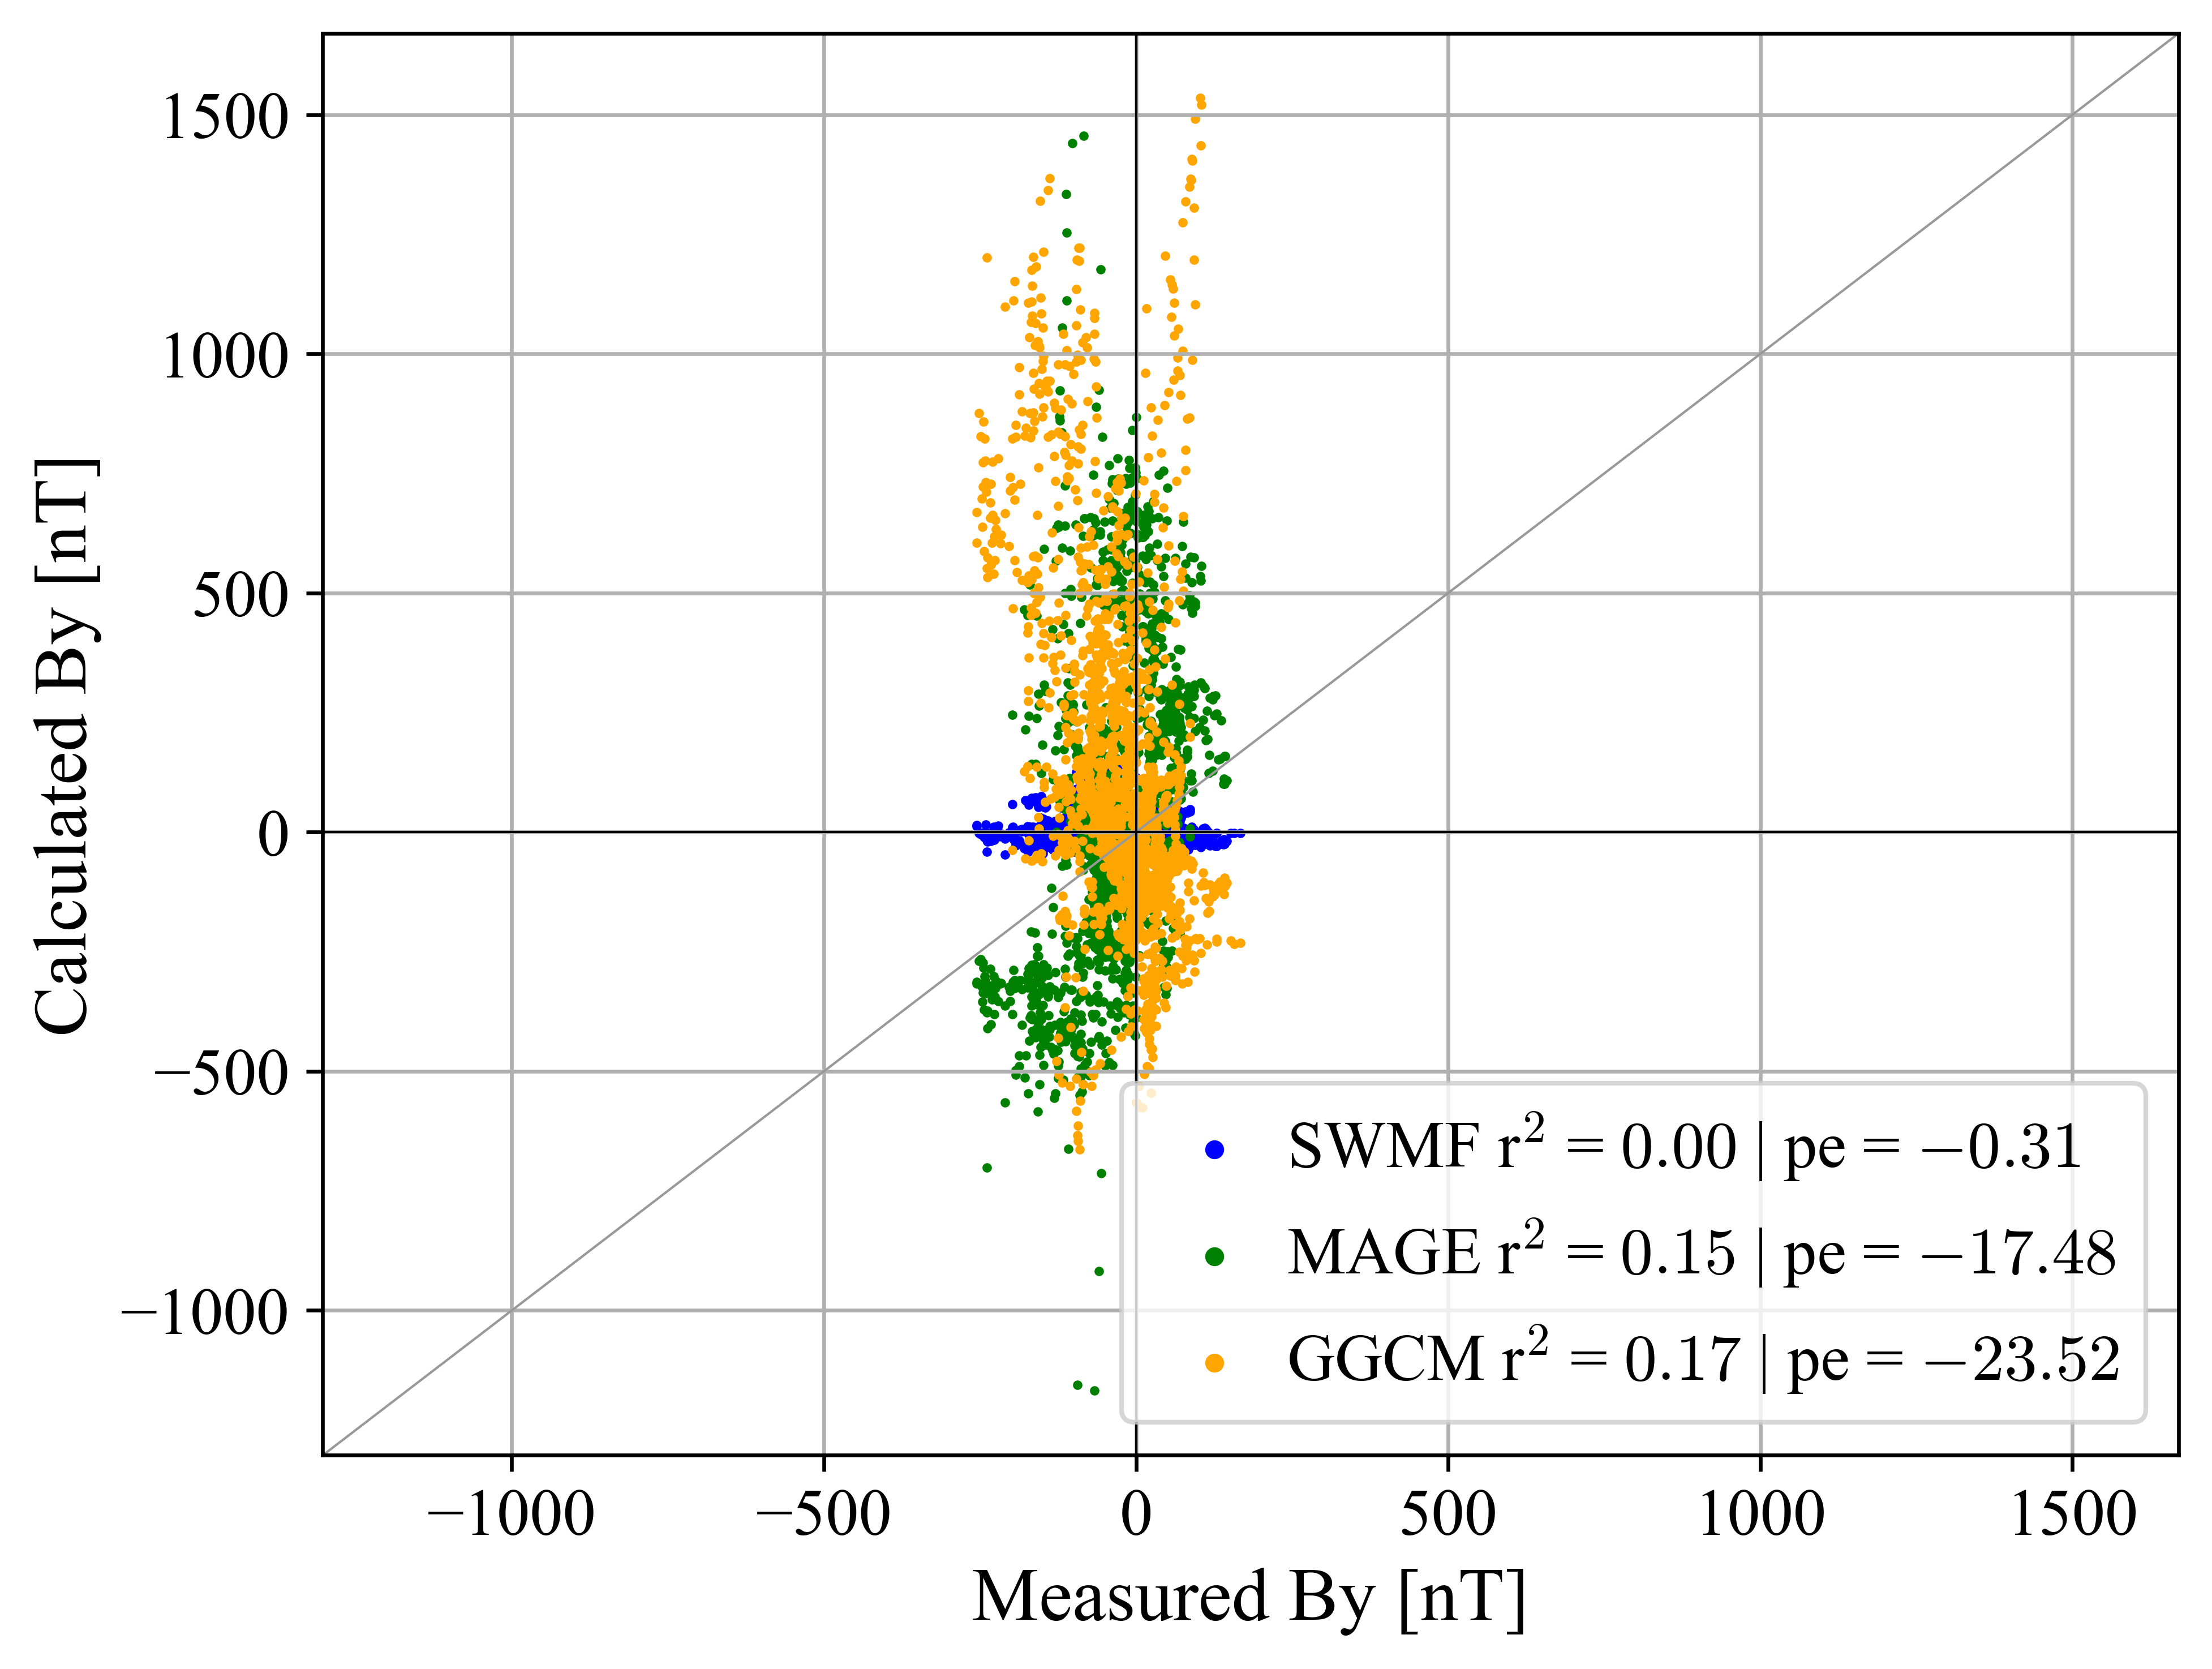 Calculated By [nT]
1500
1000
500
0
−500
−1000
SWMF r² = 0.00 | pe = −0.31
MAGE r² = 0.15 | pe = −17.48
GGCM r² = 0.17 | pe = −23.52
−1000 −500 0 500 1000 1500
Measured By [nT]